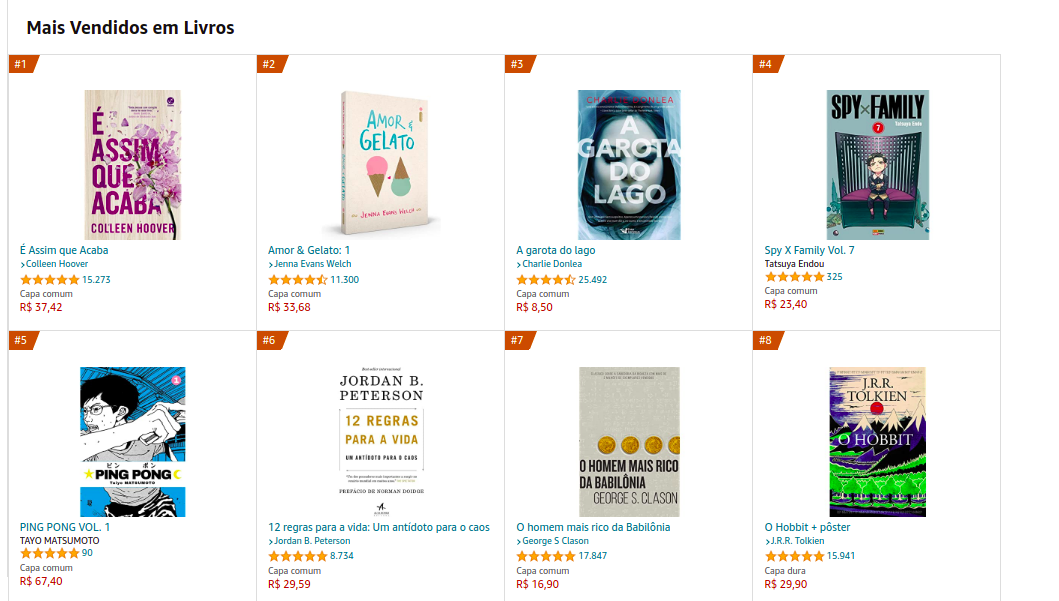 Mais Vendidos em Livros
#1
É
ASSIM
QUE
ACABA
COLLEEN HOOVER
É Assim que Acaba
Colleen Hoover
15.273
Capa comum
R$ 37,42
#2
AMOR &
GELATO
JENNA EVANS WELCH
Amor & Gelato: 1
Jenna Evans Welch
11.300
Capa comum
R$ 33,68
#3
CHARLIE DONLEA
A
GAROTA
DO
LAGO
A garota do lago
Charlie Donlea
25.492
Capa comum
R$ 8,50
#4
SPY×FAMILY
Tatsuya Endo
7
Spy X Family Vol. 7
Tatsuya Endou
325
Capa comum
R$ 23,40
#5
1
ピン ポン
PING PONG
Taiyo MATSUMOTO
PING PONG VOL. 1
TAYO MATSUMOTO
90
Capa comum
R$ 67,40
#6
Best-seller internacional
JORDAN B.
PETERSON
12 REGRAS
PARA A VIDA
UM ANTÍDOTO PARA O CAOS
PREFÁCIO DE NORMAN DOIDGE
12 regras para a vida: Um antídoto para o caos
Jordan B. Peterson
8.734
Capa comum
R$ 29,59
#7
O HOMEM MAIS RICO
DA BABILÔNIA
GEORGE S. CLASON
O homem mais rico da Babilônia
George S Clason
17.847
Capa comum
R$ 16,90
#8
J.R.R.
TOLKIEN
O HOBBIT
O Hobbit + pôster
J.R.R. Tolkien
15.941
Capa dura
R$ 29,90